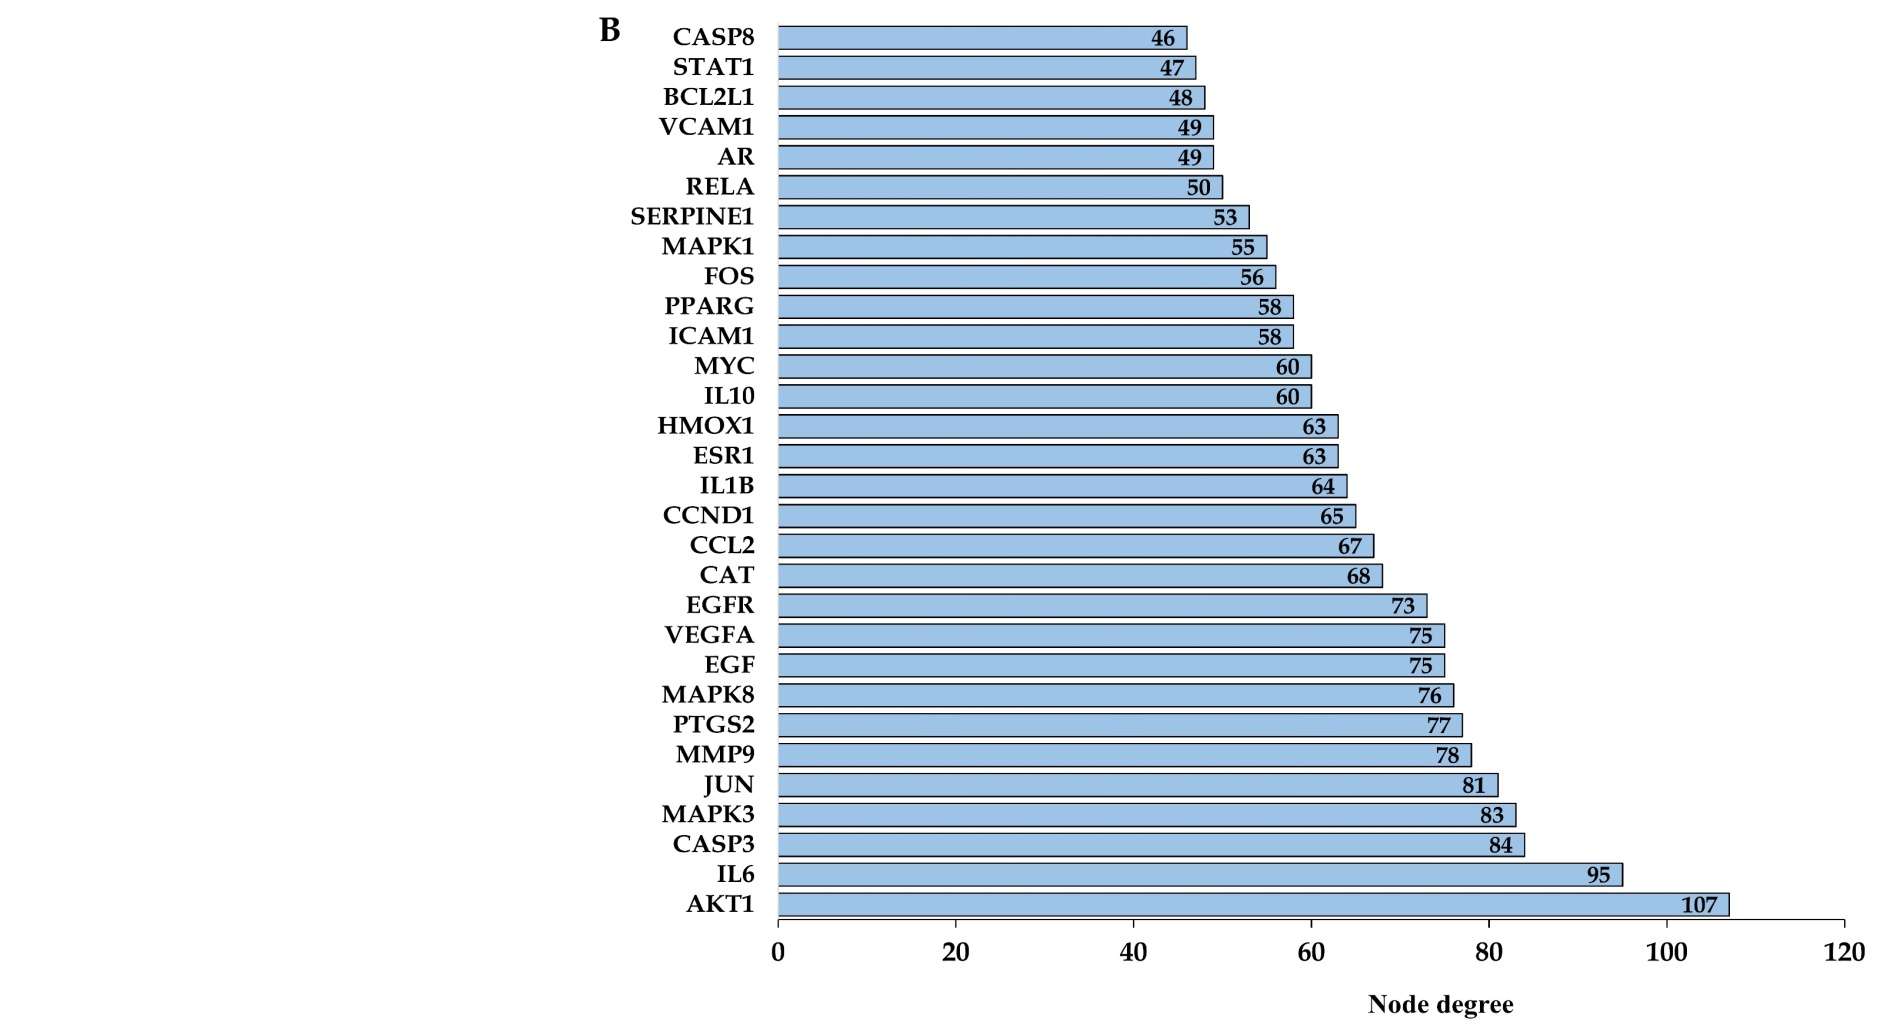 B
CASP8 46
STAT1 47
BCL2L1 48
VCAM1 49
AR 49
RELA 50
SERPINE1 53
MAPK1 55
FOS 56
PPARG 58
ICAM1 58
MYC 60
IL10 60
HMOX1 63
ESR1 63
IL1B 64
CCND1 65
CCL2 67
CAT 68
EGFR 73
VEGFA 75
EGF 75
MAPK8 76
PTGS2 77
MMP9 78
JUN 81
MAPK3 83
CASP3 84
IL6 95
AKT1 107
0 20 40 60 80 100 120
Node degree